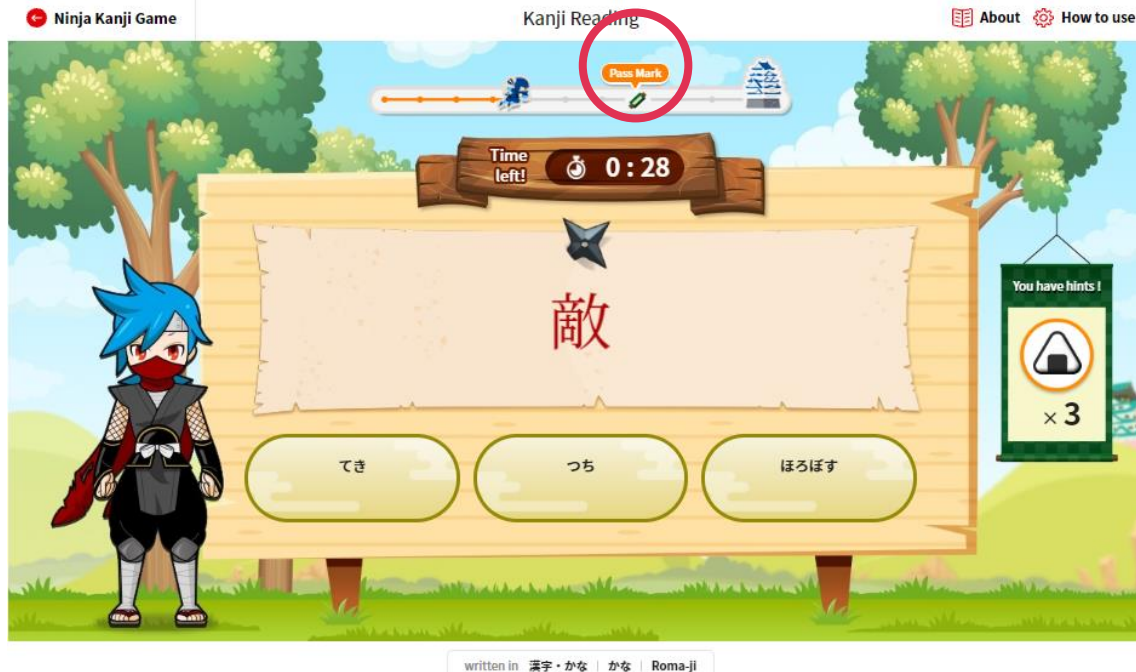 Ninja Kanji Game
Kanji Reading
About
How to use
Pass Mark
Time left!
0:28
敵
You have hints !
×3
てき
つち
ほろぼす
written in 漢字・かな | かな | Roma-ji